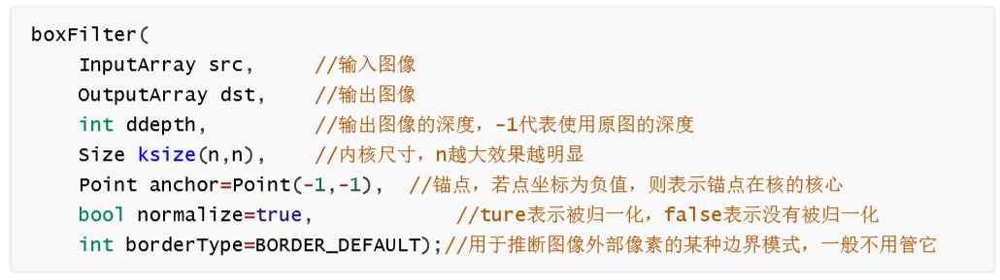 boxFilter(
InputArray src, //输入图像
OutputArray dst, //输出图像
int ddepth, //输出图像的深度，-1代表使用原图的深度
Size ksize(n,n), //内核尺寸，n越大效果越明显
Point anchor=Point(-1,-1), //锚点，若点坐标为负值，则表示锚点在核的核心
bool normalize=true, //ture表示被归一化，false表示没有被归一化
int borderType=BORDER_DEFAULT);//用于推断图像外部像素的某种边界模式，一般不用管它